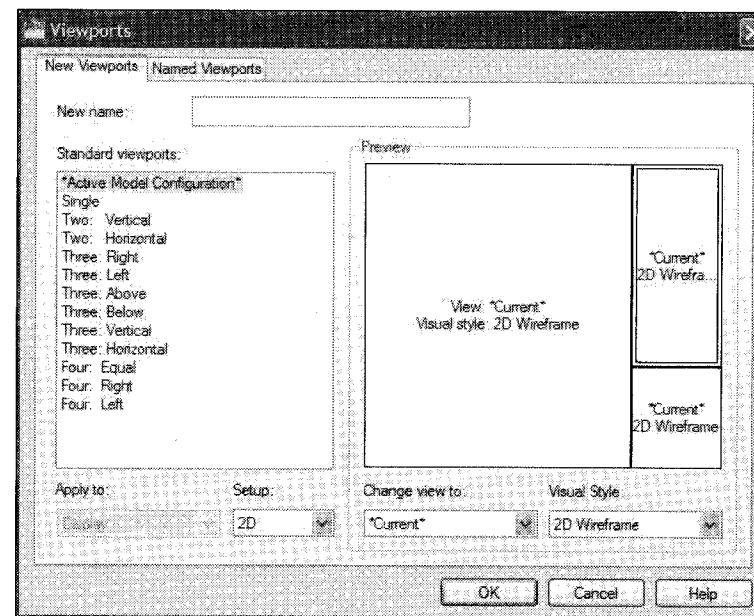 Viewports
New Viewports
Named Viewports
New name:
Standard viewports:
*Active Model Configuration*
Single
Two: Vertical
Two: Horizontal
Three: Right
Three: Left
Three: Above
Three: Below
Three: Vertical
Three: Horizontal
Four: Equal
Four: Right
Four: Left
Apply to:
Display
Setup:
2D
Preview
View: *Current*
Visual style: 2D Wireframe
*Current*
2D Wirefra...
*Current*
2D Wireframe
Change view to:
*Current*
Visual Style
2D Wireframe
OK
Cancel
Help